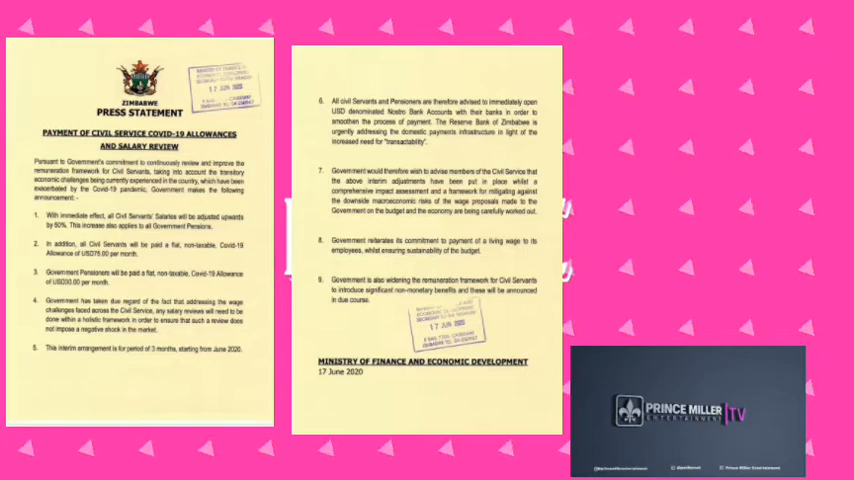 ZIMBABWE
PRESS STATEMENT
PAYMENT OF CIVIL SERVICE COVID-19 ALLOWANCES
AND SALARY REVIEW
Pursuant to Government's commitment to continuously review and improve the
remuneration framework for Civil Servants, taking into account the transitory
economic challenges being currently experienced in the country, which have been
exacerbated by the Covid-19 pandemic, Government makes the following
announcement: -
1. With immediate effect, all Civil Servants' Salaries will be adjusted upwards
by 50%. This increase also applies to all Government Pensions.
2. In addition, all Civil Servants will be paid a flat, non-taxable, Covid-19
Allowance of USD75.00 per month.
3. Government Pensioners will be paid a flat, non-taxable, Covid-19 Allowance
of USD30.00 per month.
4. Government has taken due regard of the fact that addressing the wage
challenges faced across the Civil Service, any salary reviews will need to be
done within a holistic framework in order to ensure that such a review does
not impose a negative shock in the market.
5. This interim arrangement is for period of 3 months, starting from June 2020.
17 JUN 2020
6. All civil Servants and Pensioners are therefore advised to immediately open
USD denominated Nostro Bank Accounts with their banks in order to
smoothen the process of payment. The Reserve Bank of Zimbabwe is
urgently addressing the domestic payments infrastructure in light of the
increased need for "transactability".
7. Government would therefore wish to advise members of the Civil Service that
the above interim adjustments have been put in place whilst a
comprehensive impact assessment and a framework for mitigating against
the downside macroeconomic risks of the wage proposals made to the
Government on the budget and the economy are being carefully worked out.
8. Government reiterates its commitment to payment of a living wage to its
employees, whilst ensuring sustainability of the budget.
9. Government is also widening the remuneration framework for Civil Servants
to introduce significant non-monetary benefits and these will be announced
in due course.
17 JUN 2020
MINISTRY OF FINANCE AND ECONOMIC DEVELOPMENT
17 June 2020
PRINCE MILLER TV
ENTERTAINMENT
Prince Miller Entertainment